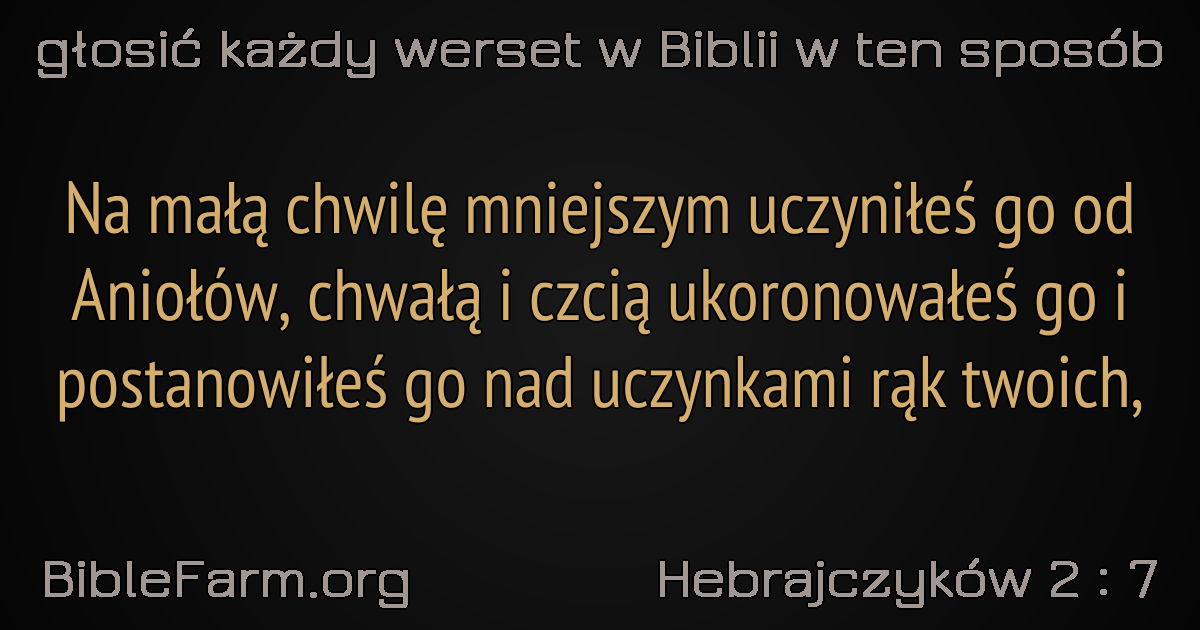 głosić każdy werset w Biblii w ten sposób
Na małą chwilę mniejszym uczyniłeś go od
Aniołów, chwałą i czcią ukoronowałeś go i
postanowiłeś go nad uczynkami rąk twoich,
BibleFarm.org
Hebrajczyków 2 : 7